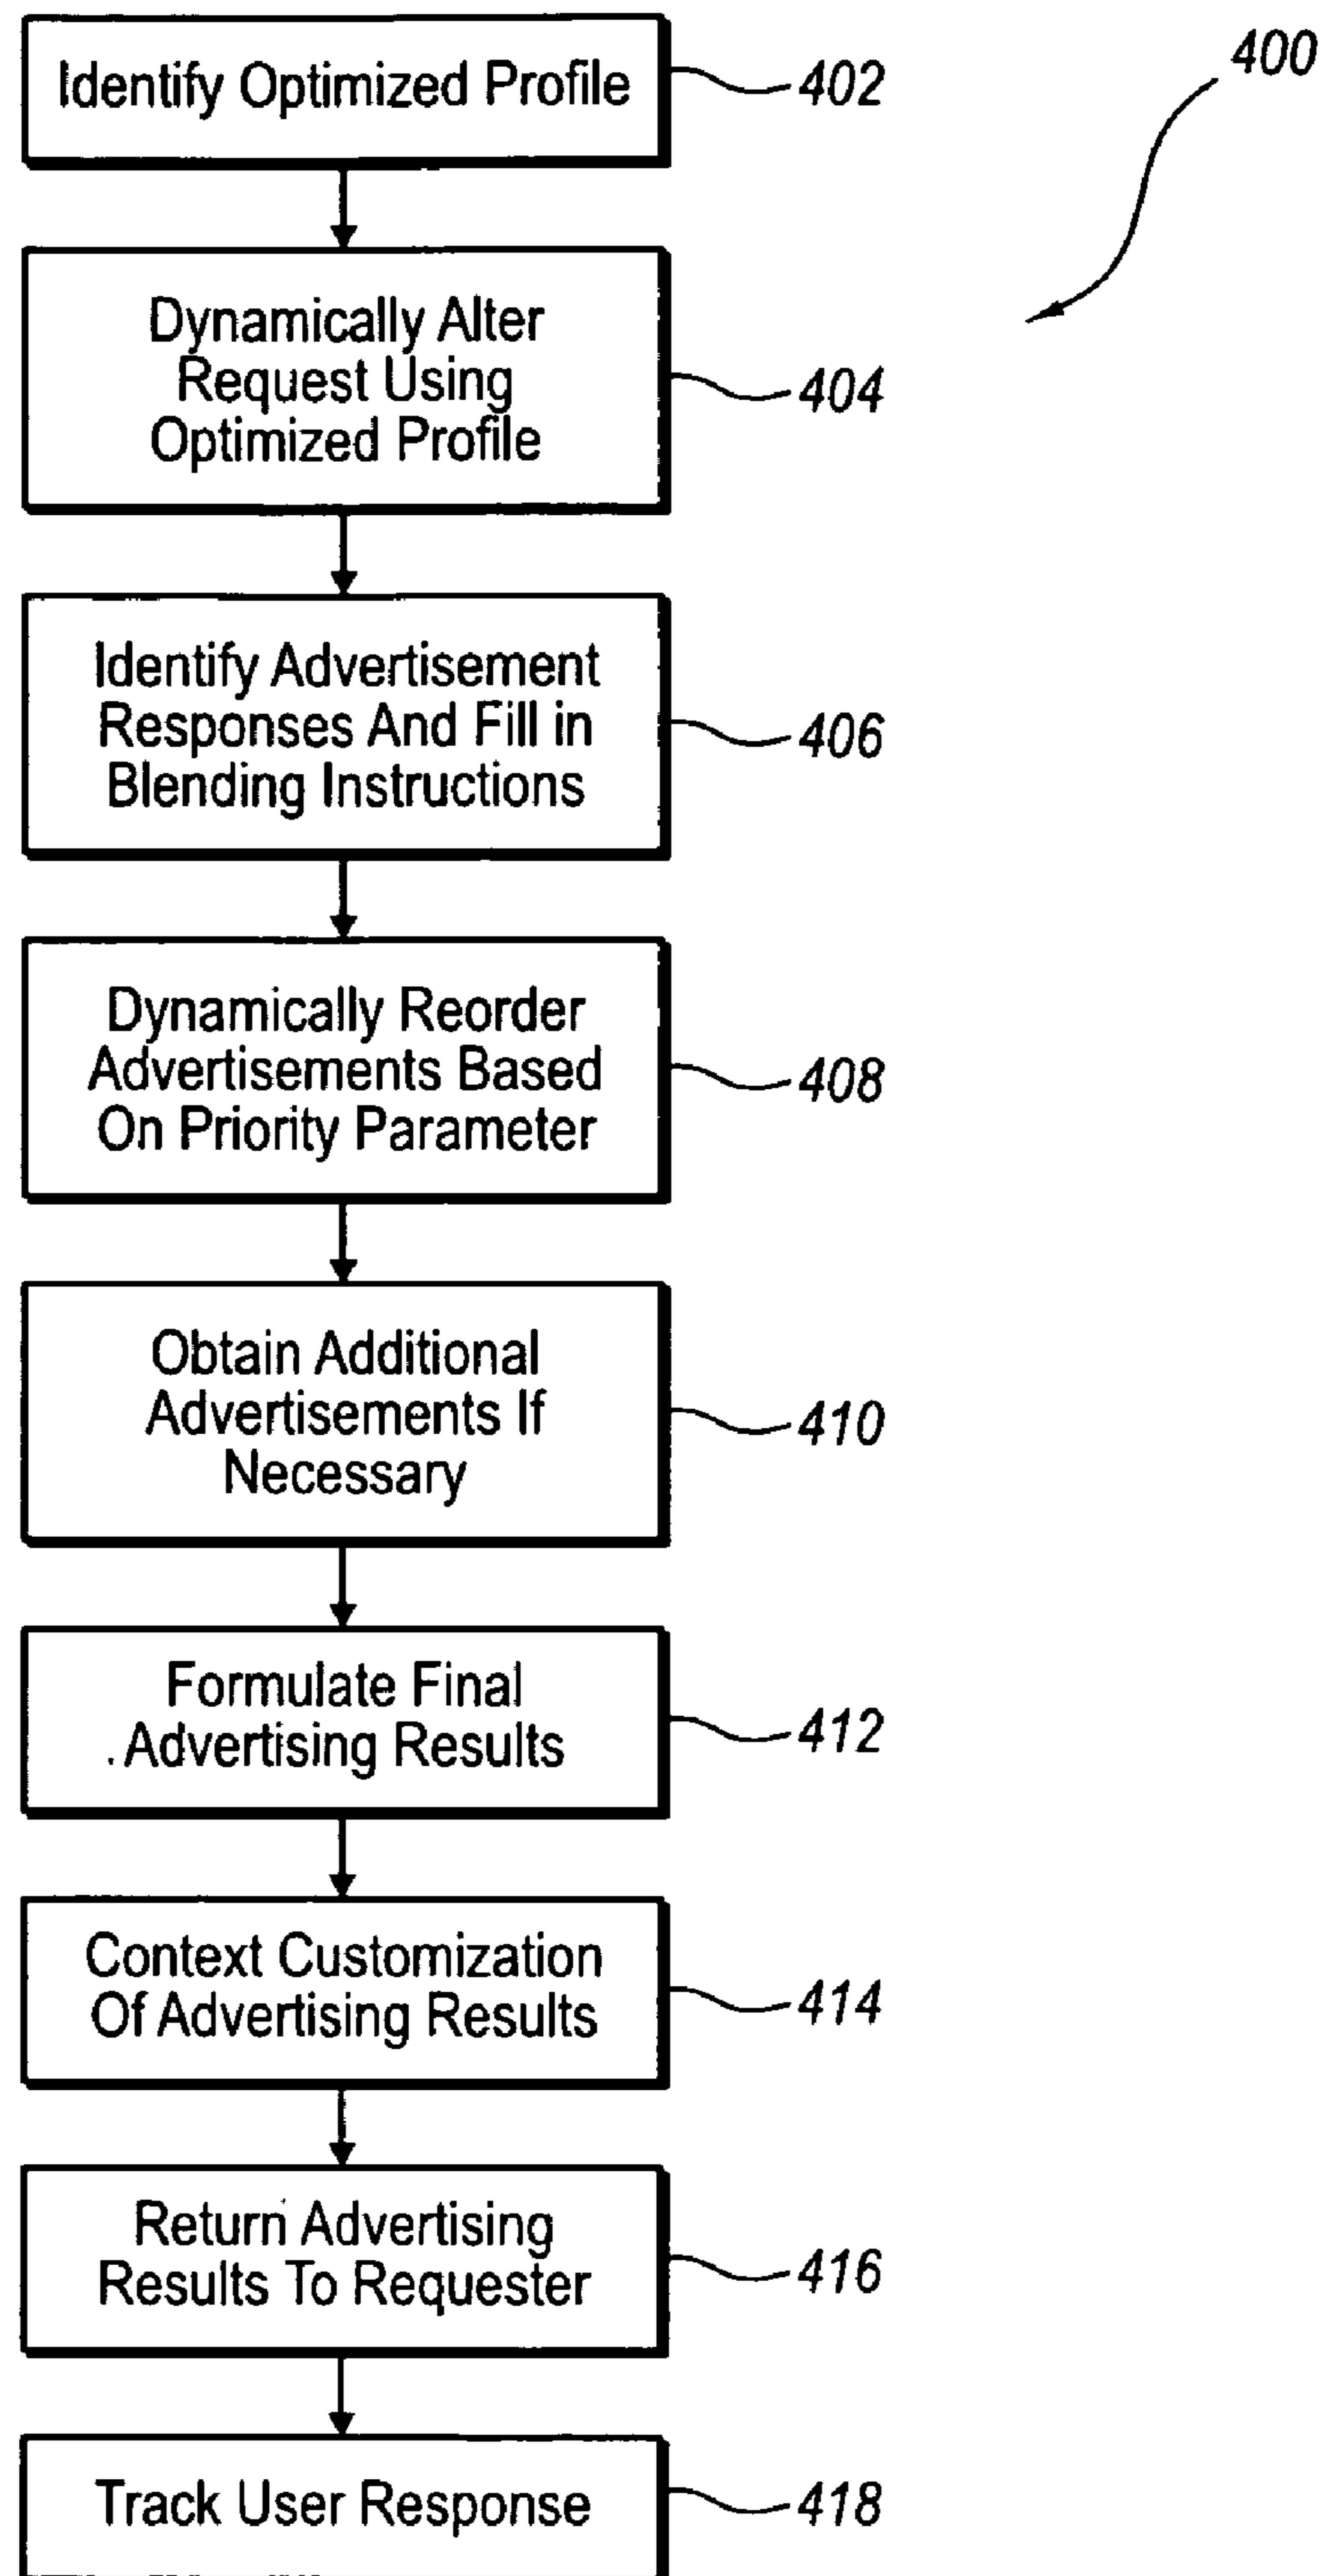 400
Identify Optimized Profile
402
Dynamically Alter
Request Using
Optimized Profile
404
Identify Advertisement
Responses And Fill in
Blending Instructions
406
Dynamically Reorder
Advertisements Based
On Priority Parameter
408
Obtain Additional
Advertisements If
Necessary
410
Formulate Final
Advertising Results
412
Context Customization
Of Advertising Results
414
Return Advertising
Results To Requester
416
Track User Response
418